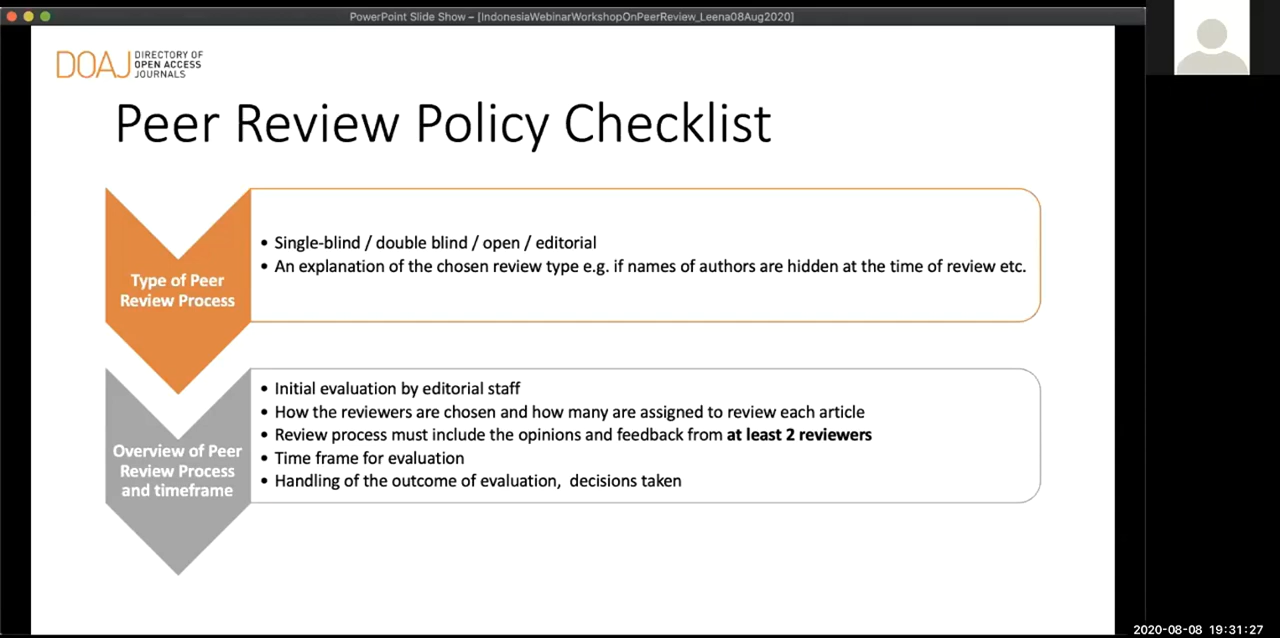 PowerPoint Slide Show – [IndonesiaWebinarWorkshopOnPeerReview_Leena08Aug2020]
DOAJ
DIRECTORY OF
OPEN ACCESS
JOURNALS
Peer Review Policy Checklist
Type of Peer
Review Process
• Single-blind / double blind / open / editorial
• An explanation of the chosen review type e.g. if names of authors are hidden at the time of review etc.
Overview of Peer
Review Process
and timeframe
• Initial evaluation by editorial staff
• How the reviewers are chosen and how many are assigned to review each article
• Review process must include the opinions and feedback from at least 2 reviewers
• Time frame for evaluation
• Handling of the outcome of evaluation, decisions taken
2020-08-08 19:31:27